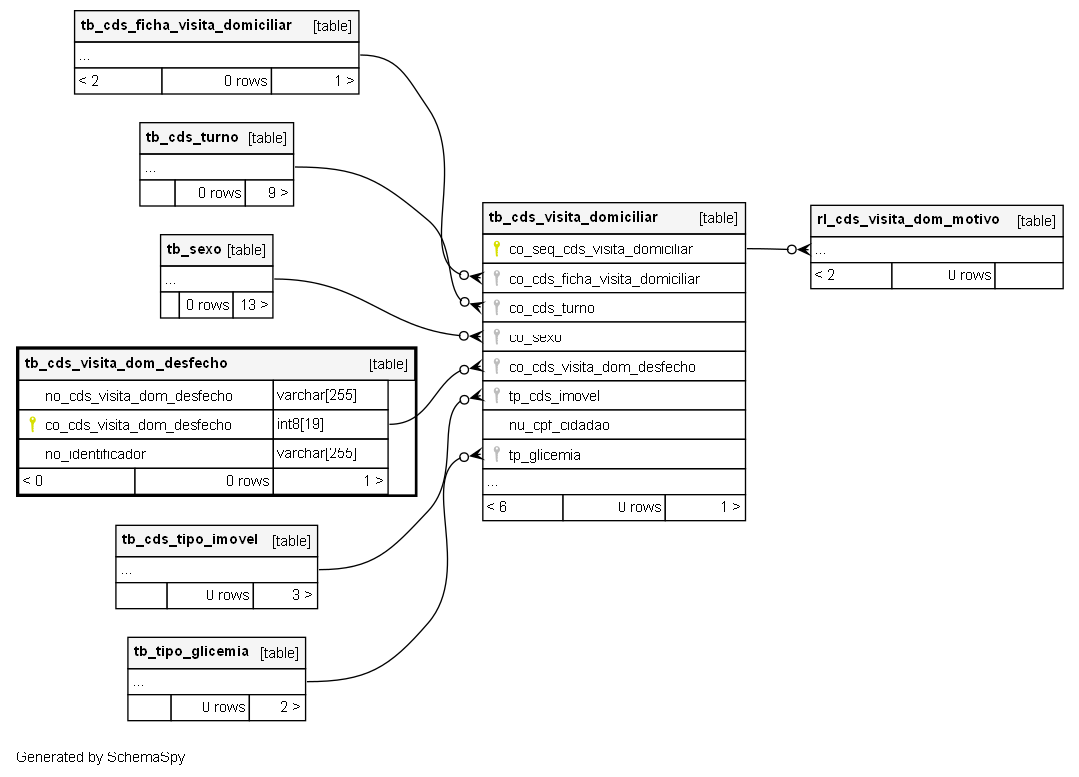 tb_cds_ficha_visita_domiciliar [table]
...
< 2 0 rows 1 >
tb_cds_turno [table]
...
0 rows 9 >
tb_sexo [table]
...
0 rows 13 >
tb_cds_visita_dom_desfecho [table]
no_cds_visita_dom_desfecho varchar[255]
co_cds_visita_dom_desfecho int8[19]
no_identificador varchar[255]
< 0 0 rows 1 >
tb_cds_tipo_imovel [table]
...
0 rows 3 >
tb_tipo_glicemia [table]
...
0 rows 2 >
tb_cds_visita_domiciliar [table]
co_seq_cds_visita_domiciliar
co_cds_ficha_visita_domiciliar
co_cds_turno
co_sexo
co_cds_visita_dom_desfecho
tp_cds_imovel
nu_cpf_cidadao
tp_glicemia
...
< 6 0 rows 1 >
rl_cds_visita_dom_motivo [table]
...
< 2 0 rows
Generated by SchemaSpy